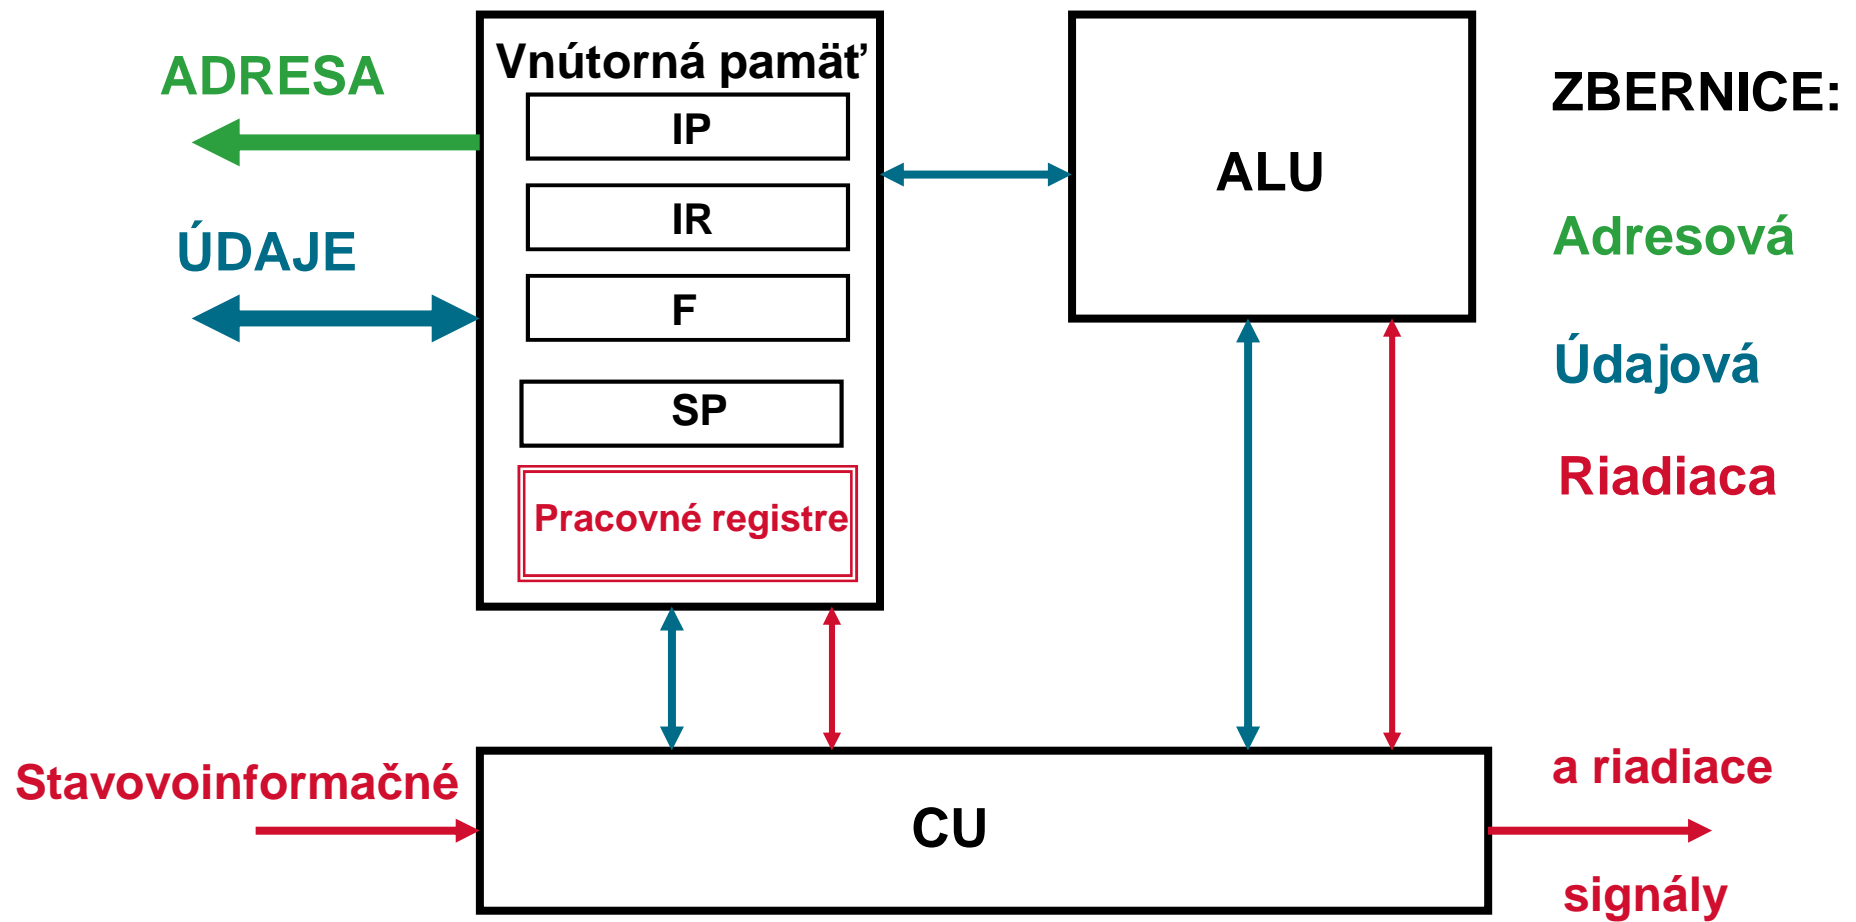 ADRESA
ÚDAJE
Vnútorná pamäť
IP
IR
F
SP
Pracovné registre
ALU
ZBERNICE:
Adresová
Údajová
Riadiaca
Stavovoinformačné
CU
a riadiace
signály